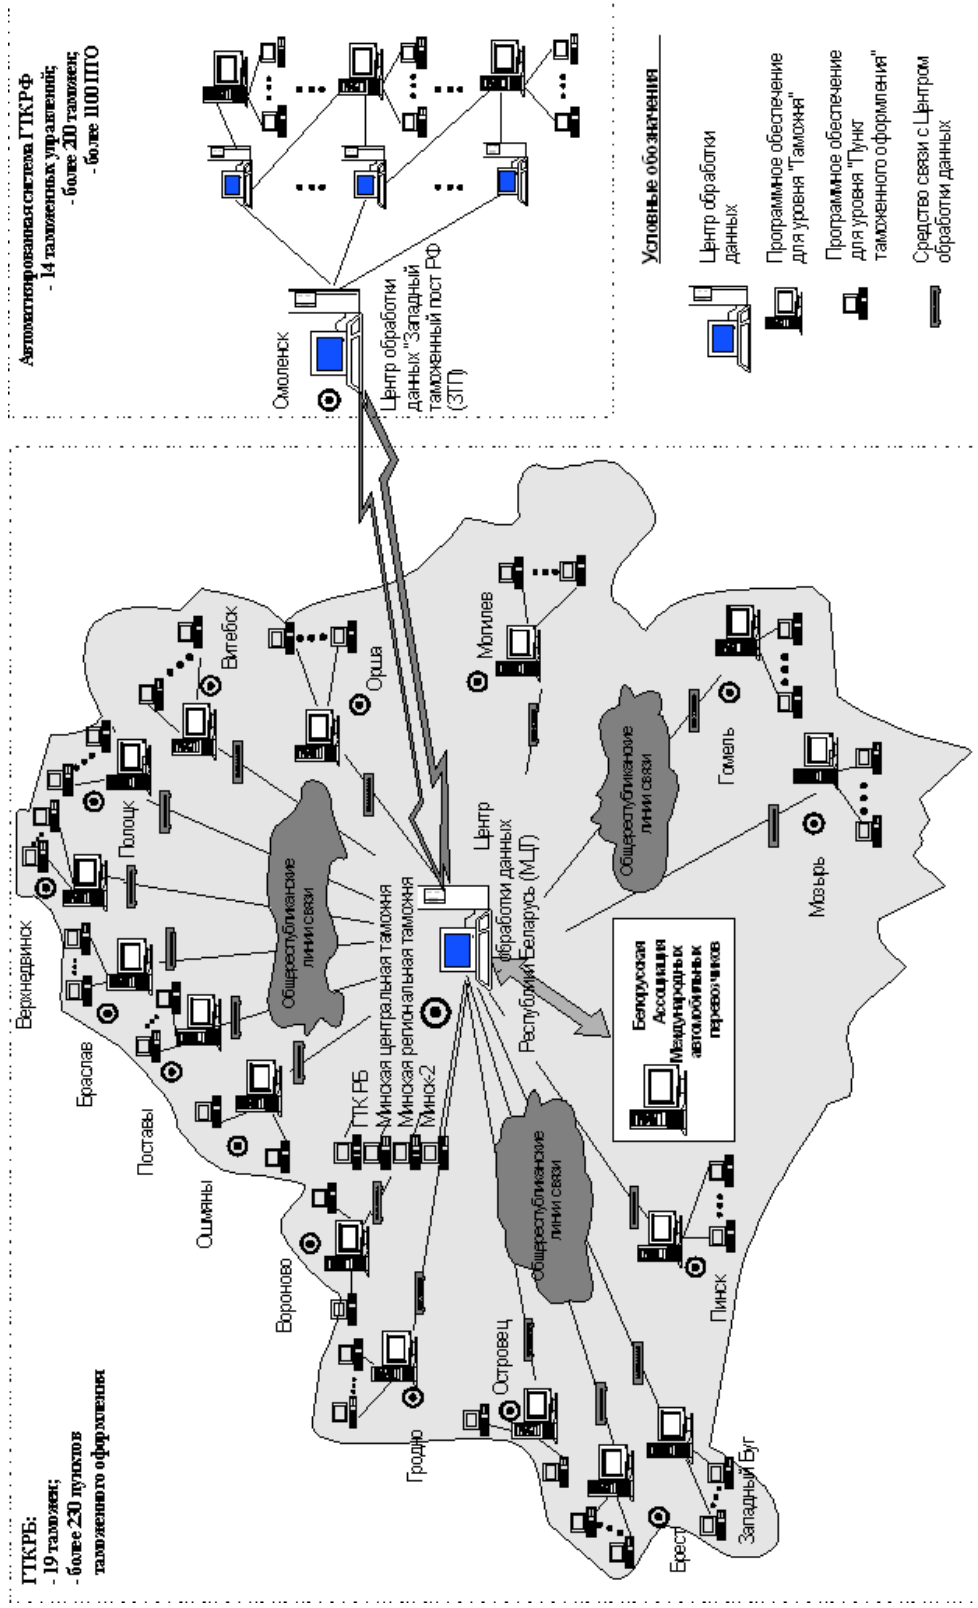 ГТКРБ:
- 19 таможен;
- более 230 пунктов
таможенного оформления
Автоматизированная система ГТК РФ
- 14 таможенных управлений;
- более 200 таможен;
- более 1100 ПТО
Верхнедвинск
Браслав
Поставы
Ошмяны
Вороново
Гродно
Полоцк
Витебск
Орша
Общереспубликанские
линии связи
ГТК РБ
Минская центральная таможня
Минская региональная таможня
Минск-2
Центр
обработки данных
Республики Беларусь (МЦП)
Могилев
Общереспубликанские
линии связи
Гомель
Мозырь
Островец
Общереспубликанские
линии связи
Белорусская
Ассоциация
Международных
автомобильных
перевозчиков
Пинск
Брест
Западный Буг
Смоленск
Центр обработки
данных "Западный
таможенный пост РФ
(ЗТП)
Условные обозначения
Центр обработки
данных
Программное обеспечение
для уровня "Таможня"
Программное обеспечение
для уровня "Пункт
таможенного оформления"
Средство связи с Центром
обработки данных